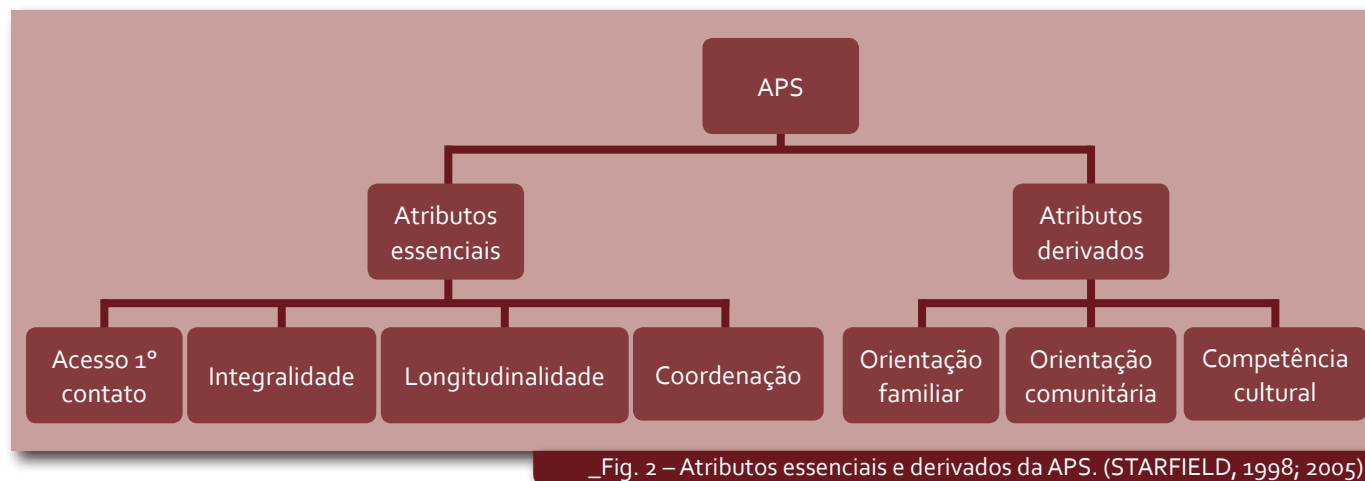 APS
Atributos
essenciais
Atributos
derivados
Acesso 1º
contato
Integralidade
Longitudinalidade
Coordenação
Orientação
familiar
Orientação
comunitária
Competência
cultural
_Fig. 2 – Atributos essenciais e derivados da APS. (STARFIELD, 1998; 2005)